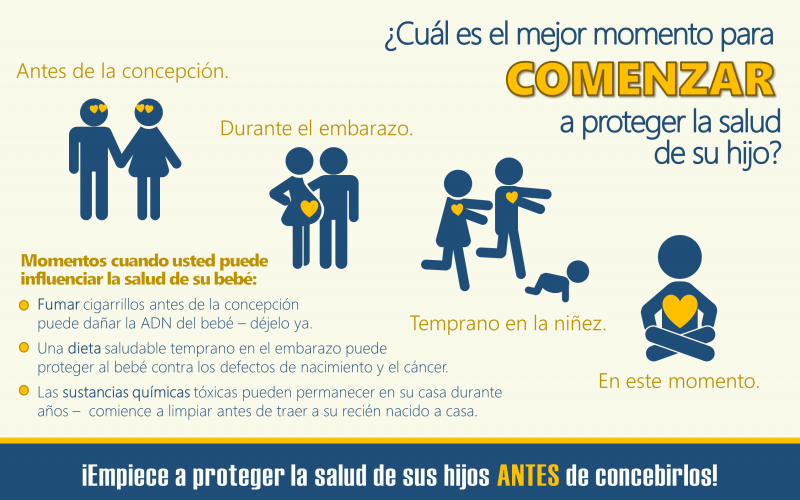 ¿Cuál es el mejor momento para
COMENZAR
a proteger la salud
de su hijo?
Antes de la concepción.
Durante el embarazo.
Temprano en la niñez.
En este momento.
Momentos cuando usted puede
influenciar la salud de su bebé:
Fumar cigarrillos antes de la concepción
puede dañar la ADN del bebé – déjelo ya.
Una dieta saludable temprano en el embarazo puede
proteger al bebé contra los defectos de nacimiento y el cáncer.
Las sustancias químicas tóxicas pueden permanecer en su casa durante
años – comience a limpiar antes de traer a su recién nacido a casa.
¡Empiece a proteger la salud de sus hijos ANTES de concebirlos!